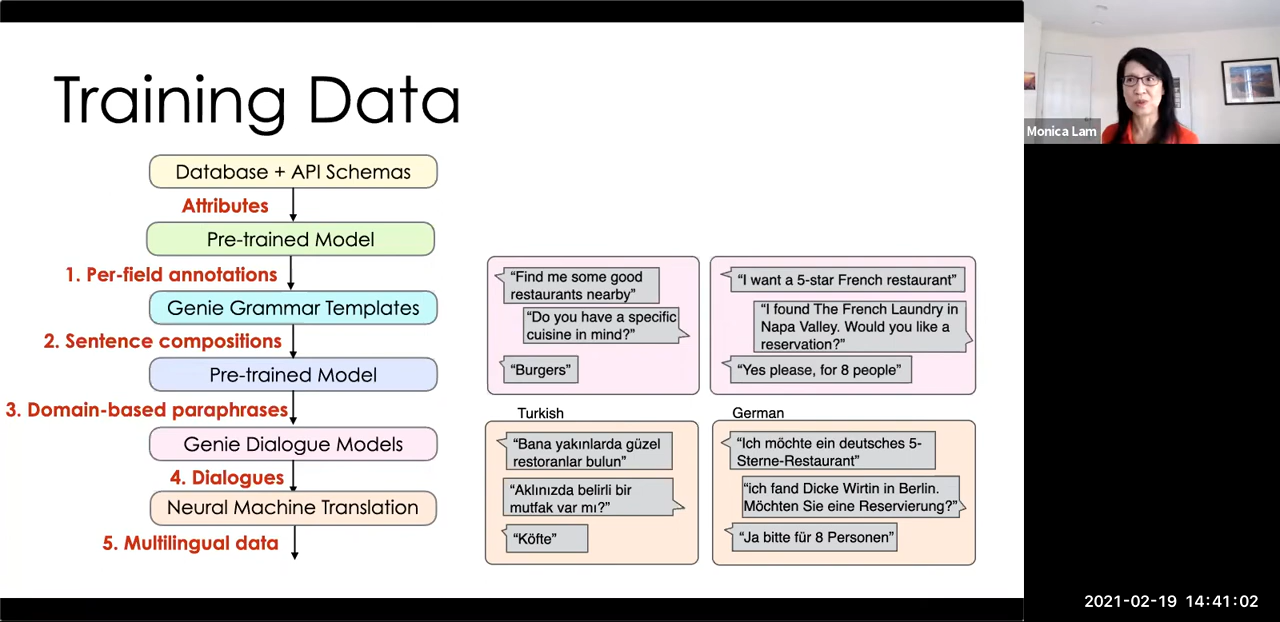 Training Data
Database + API Schemas
Attributes
Pre-trained Model
1. Per-field annotations
Genie Grammar Templates
2. Sentence compositions
Pre-trained Model
3. Domain-based paraphrases
Genie Dialogue Models
4. Dialogues
Neural Machine Translation
5. Multilingual data
“Find me some good
restaurants nearby”
“Do you have a specific
cuisine in mind?”
“Burgers”
“I want a 5-star French restaurant”
“I found The French Laundry in
Napa Valley. Would you like a
reservation?”
“Yes please, for 8 people”
Turkish
“Bana yakınlarda güzel
restoranlar bulun”
“Aklınızda belirli bir
mutfak var mı?”
“Köfte”
German
“Ich möchte ein deutsches 5-
Sterne-Restaurant”
“ich fand Dicke Wirtin in Berlin.
Möchten Sie eine Reservierung?”
“Ja bitte für 8 Personen”
Monica Lam
2021-02-19 14:41:02